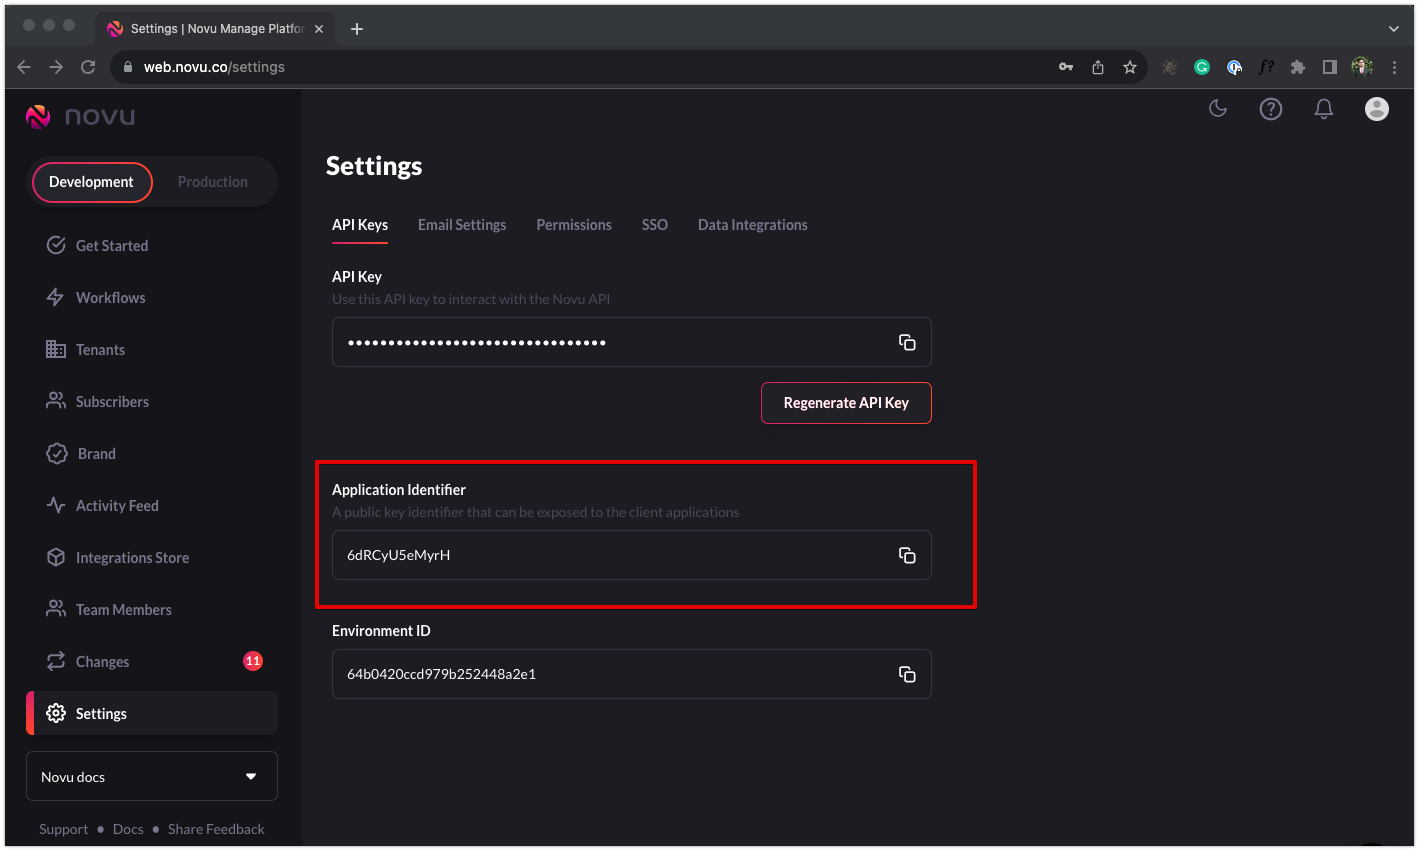 Settings | Novu Manage Platfor
web.novu.co/settings
novu
Development Production
Get Started
Workflows
Tenants
Subscribers
Brand
Activity Feed
Integrations Store
Team Members
Changes 11
Settings
Novu docs
Support • Docs • Share Feedback
Settings
API Keys Email Settings Permissions SSO Data Integrations
API Key
Use this API key to interact with the Novu API
••••••••••••••••••••••••••••••••
Regenerate API Key
Application Identifier
A public key identifier that can be exposed to the client applications
6dRCyU5eMyrH
Environment ID
64b0420ccd979b252448a2e1